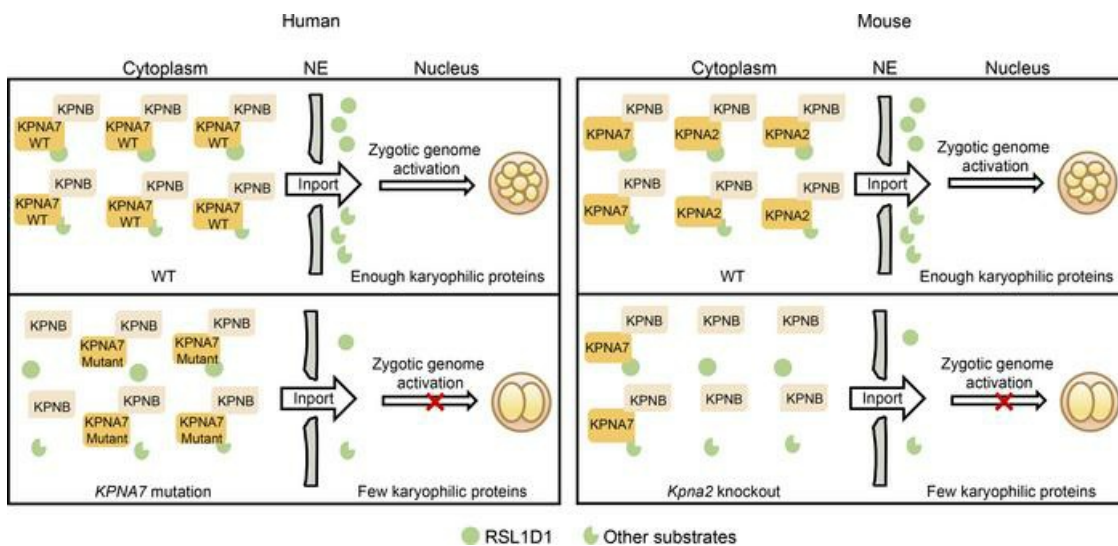 Human
Cytoplasm NE Nucleus
KPNB KPNB KPNB
KPNA7 WT KPNA7 WT KPNA7 WT
Zygotic genome activation
KPNB KPNB KPNB
Inport
KPNA7 WT KPNA7 WT KPNA7 WT
WT Enough karyophilic proteins
KPNB KPNB KPNB
KPNA7 Mutant KPNA7 Mutant
Zygotic genome activation
KPNB KPNB KPNB
Inport
KPNA7 Mutant KPNA7 Mutant
KPNA7 mutation Few karyophilic proteins
Mouse
Cytoplasm NE Nucleus
KPNB KPNB KPNB
KPNA7 KPNA2 KPNA2
Zygotic genome activation
KPNB KPNB KPNB
Inport
KPNA7 KPNA2 KPNA2
WT Enough karyophilic proteins
KPNB KPNB KPNB
KPNA7
Zygotic genome activation
KPNB KPNB KPNB
Inport
KPNA7
Kpna2 knockout Few karyophilic proteins
RSL1D1 Other substrates